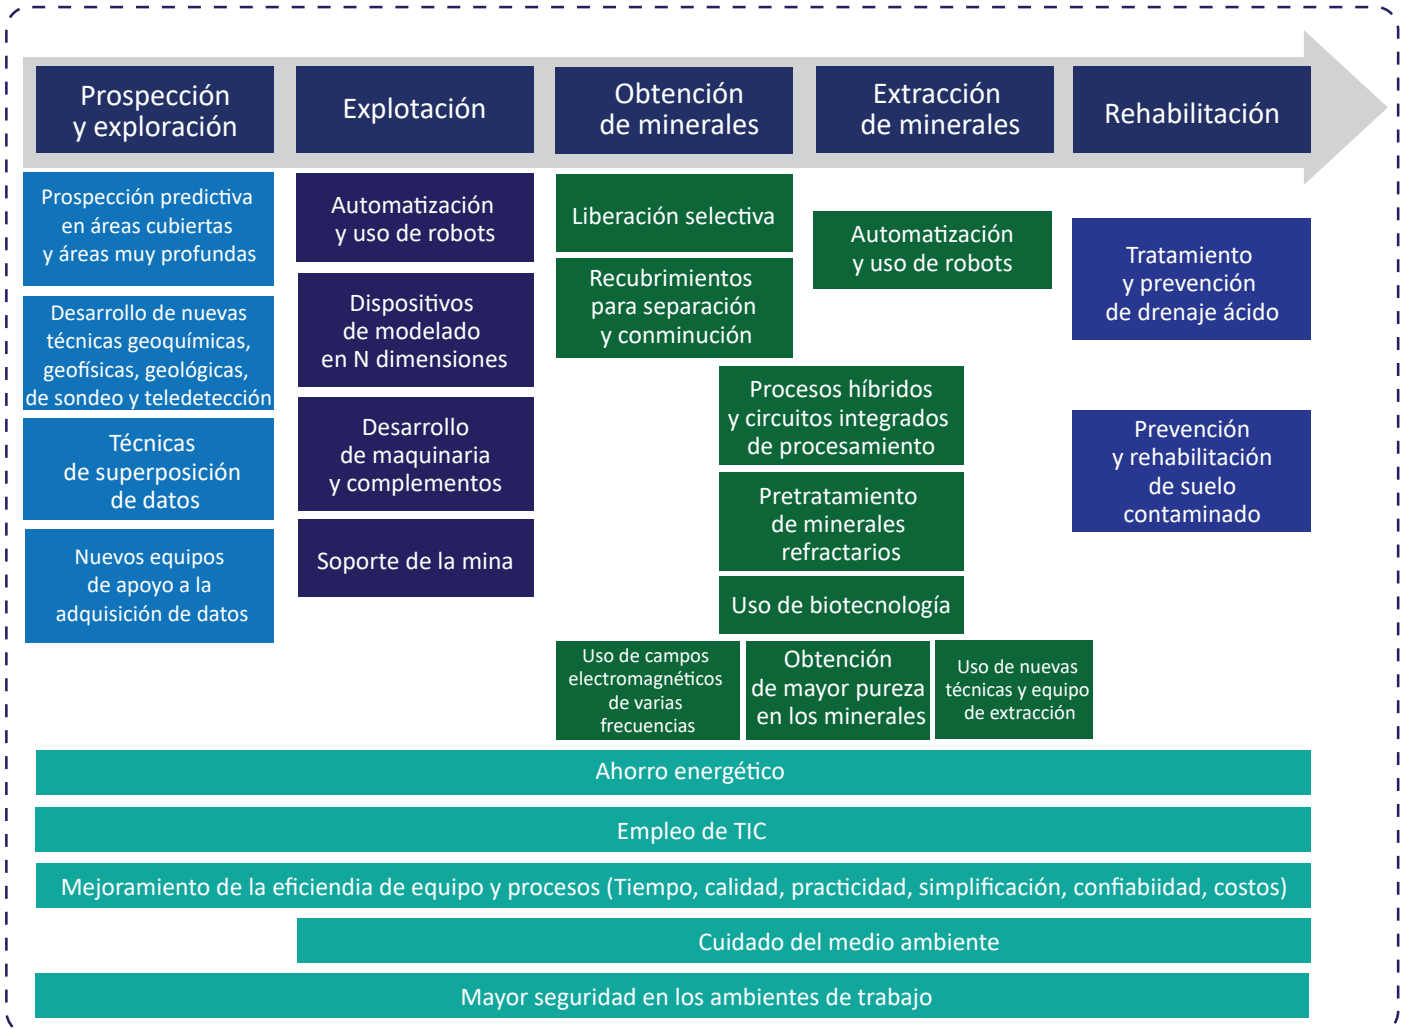 Prospección
y exploración
Explotación
Obtención
de minerales
Extracción
de minerales
Rehabilitación
Prospección predictiva
en áreas cubiertas
y áreas muy profundas
Desarrollo de nuevas
técnicas geoquímicas,
geofísicas, geológicas,
de sondeo y teledetección
Técnicas
de superposición
de datos
Nuevos equipos
de apoyo a la
adquisición de datos
Automatización
y uso de robots
Dispositivos
de modelado
en N dimensiones
Desarrollo
de maquinaria
y complementos
Soporte de la mina
Liberación selectiva
Recubrimientos
para separación
y conminución
Automatización
y uso de robots
Procesos híbridos
y circuitos integrados
de procesamiento
Pretratamiento
de minerales
refractarios
Uso de biotecnología
Uso de campos
electromagnéticos
de varias
frecuencias
Obtención
de mayor pureza
en los minerales
Uso de nuevas
técnicas y equipo
de extracción
Tratamiento
y prevención
de drenaje ácido
Prevención
y rehabilitación
de suelo
contaminado
Ahorro energético
Empleo de TIC
Mejoramiento de la eficiendia de equipo y procesos (Tiempo, calidad, practicidad, simplificación, confiabiidad, costos)
Cuidado del medio ambiente
Mayor seguridad en los ambientes de trabajo